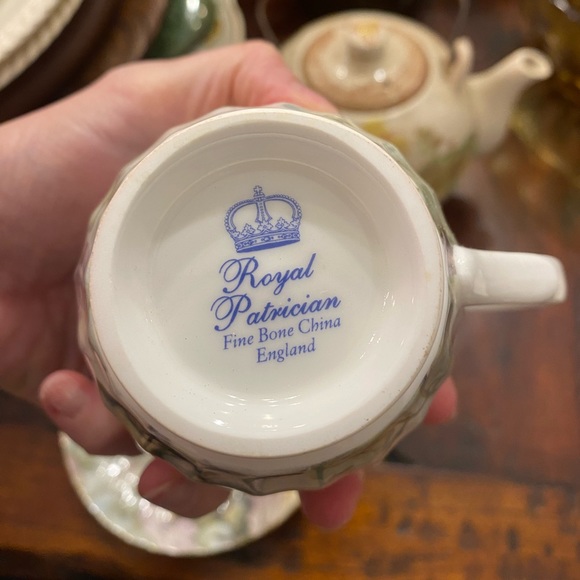 Royal
Patrician
Fine Bone China
England